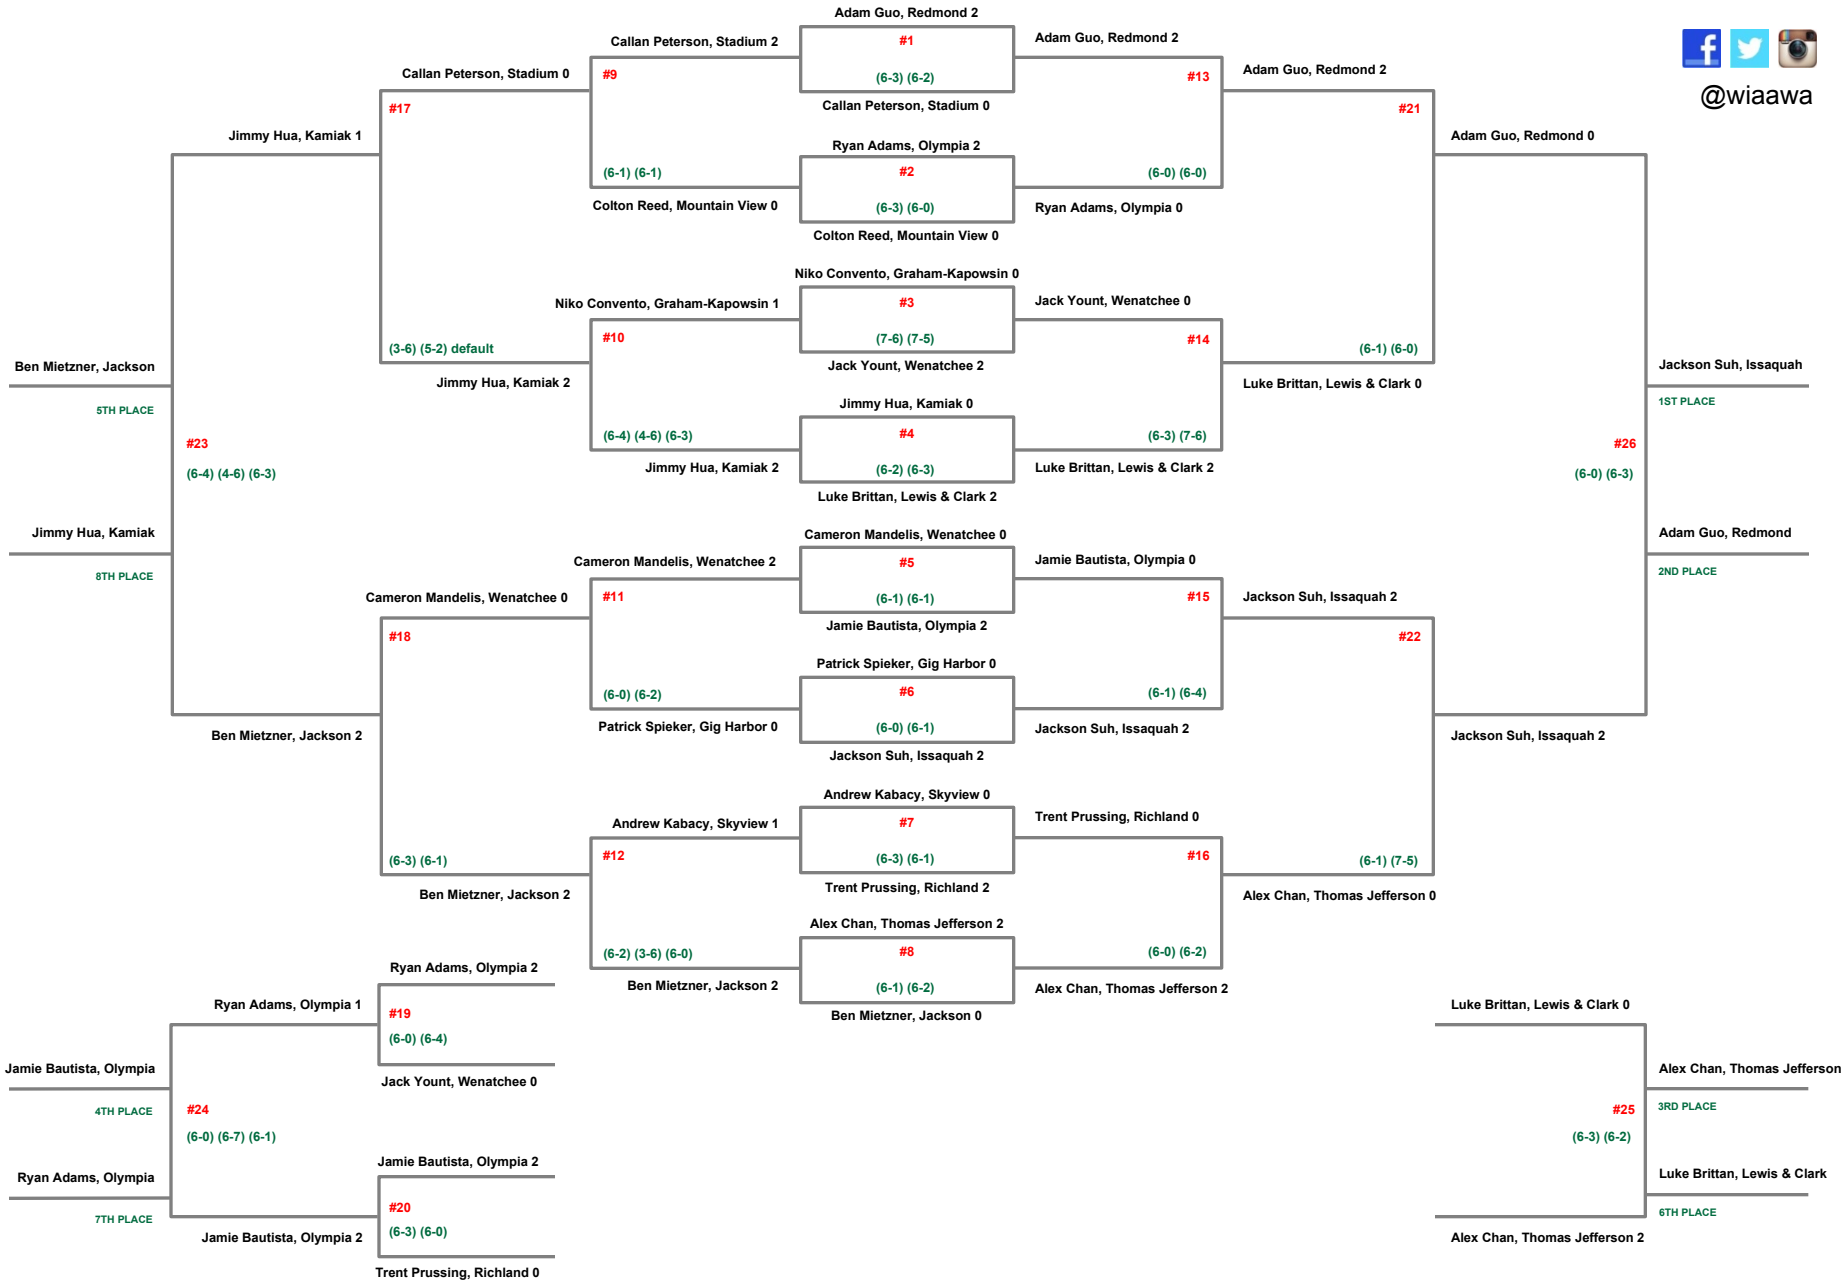 Adam Guo, Redmond 2
Callan Peterson, Stadium 2
#1
Adam Guo, Redmond 2
Callan Peterson, Stadium 0
#9
(6-3) (6-2)
#13
Adam Guo, Redmond 2
@wiaawa
#17
Callan Peterson, Stadium 0
#21
Jimmy Hua, Kamiak 1
Ryan Adams, Olympia 2
Adam Guo, Redmond 0
(6-1) (6-1)
#2
(6-0) (6-0)
Colton Reed, Mountain View 0
(6-3) (6-0)
Ryan Adams, Olympia 0
Colton Reed, Mountain View 0
Niko Convento, Graham-Kapowsin 0
Niko Convento, Graham-Kapowsin 1
#3
Jack Yount, Wenatchee 0
#10
(7-6) (7-5)
#14
(3-6) (5-2) default
(6-1) (6-0)
Ben Mietzner, Jackson
Jack Yount, Wenatchee 2
Jackson Suh, Issaquah
Jimmy Hua, Kamiak 2
Luke Brittan, Lewis & Clark 0
5TH PLACE
Jimmy Hua, Kamiak 0
1ST PLACE
#23
(6-4) (4-6) (6-3)
#4
(6-3) (7-6)
#26
(6-4) (4-6) (6-3)
Jimmy Hua, Kamiak 2
(6-2) (6-3)
Luke Brittan, Lewis & Clark 2
(6-0) (6-3)
Luke Brittan, Lewis & Clark 2
Jimmy Hua, Kamiak
Cameron Mandelis, Wenatchee 0
Adam Guo, Redmond
8TH PLACE
Cameron Mandelis, Wenatchee 2
#5
Jamie Bautista, Olympia 0
2ND PLACE
Cameron Mandelis, Wenatchee 0
#11
(6-1) (6-1)
#15
Jackson Suh, Issaquah 2
#18
Jamie Bautista, Olympia 2
#22
Patrick Spieker, Gig Harbor 0
(6-0) (6-2)
#6
(6-1) (6-4)
Ben Mietzner, Jackson 2
Patrick Spieker, Gig Harbor 0
(6-0) (6-1)
Jackson Suh, Issaquah 2
Jackson Suh, Issaquah 2
Jackson Suh, Issaquah 2
Andrew Kabacy, Skyview 0
Andrew Kabacy, Skyview 1
#7
Trent Prussing, Richland 0
(6-3) (6-1)
#12
(6-3) (6-1)
#16
(6-1) (7-5)
Ben Mietzner, Jackson 2
Trent Prussing, Richland 2
Alex Chan, Thomas Jefferson 0
Alex Chan, Thomas Jefferson 2
(6-2) (3-6) (6-0)
#8
(6-0) (6-2)
Ben Mietzner, Jackson 2
(6-1) (6-2)
Alex Chan, Thomas Jefferson 2
Ben Mietzner, Jackson 0
Ryan Adams, Olympia 2
Ryan Adams, Olympia 1
#19
Luke Brittan, Lewis & Clark 0
(6-0) (6-4)
Jamie Bautista, Olympia
Jack Yount, Wenatchee 0
Alex Chan, Thomas Jefferson
4TH PLACE
#24
#25
3RD PLACE
(6-0) (6-7) (6-1)
(6-3) (6-2)
Ryan Adams, Olympia
Jamie Bautista, Olympia 2
Luke Brittan, Lewis & Clark
7TH PLACE
#20
6TH PLACE
Jamie Bautista, Olympia 2
(6-3) (6-0)
Alex Chan, Thomas Jefferson 2
Trent Prussing, Richland 0